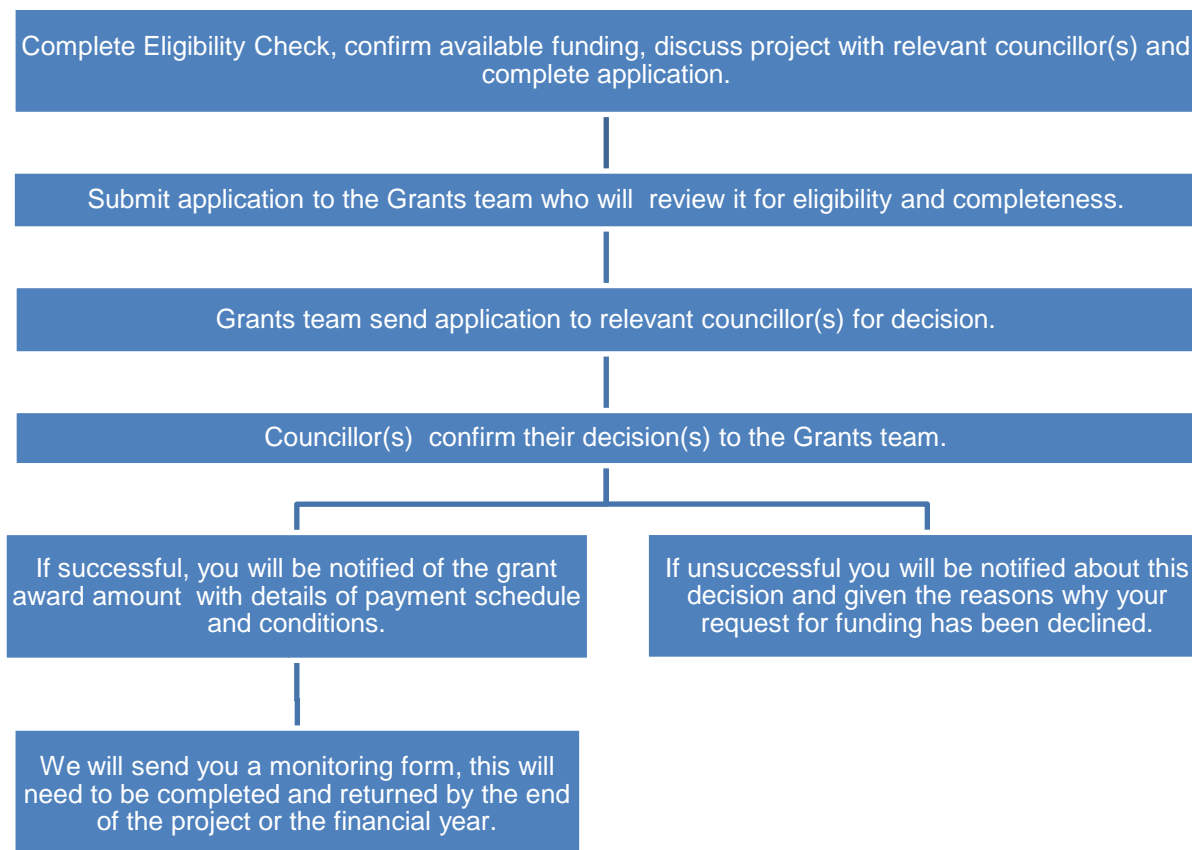 Complete Eligibility Check, confirm available funding, discuss project with relevant councillor(s) and
complete application.
Submit application to the Grants team who will  review it for eligibility and completeness.
Grants team send application to relevant councillor(s) for decision.
Councillor(s)  confirm their decision(s) to the Grants team.
If successful, you will be notified of the grant
award amount  with details of payment schedule
and conditions.
If unsuccessful you will be notified about this
decision and given the reasons why your
request for funding has been declined.
We will send you a monitoring form, this will
need to be completed and returned by the end
of the project or the financial year.